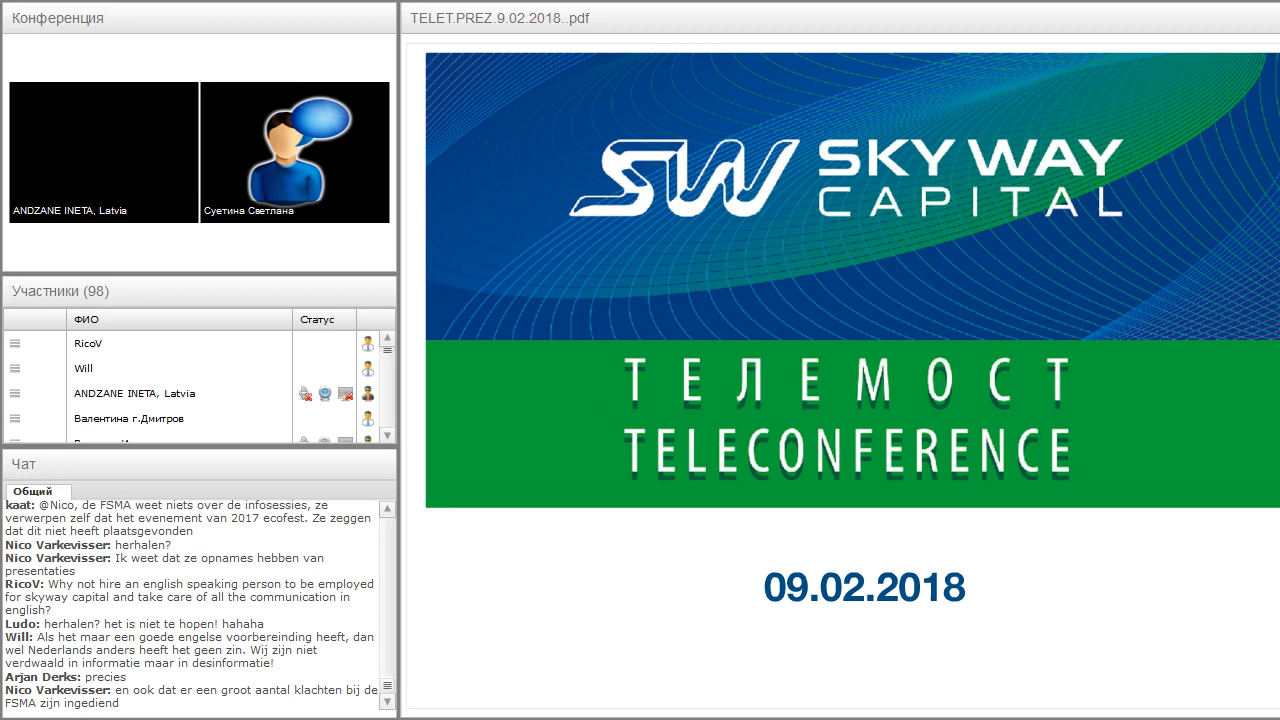 Конференция
ANDZANE INETA, Latvia
Суетина Светлана
Участники (98)
ФИО
Статус
RicoV
Will
ANDZANE INETA, Latvia
Валентина г.Дмитров
Чат
Общий
kaat: @Nico, de FSMA weet niets over de infosessies, ze
verwerpen zelf dat het evenement van 2017 ecofest. Ze zeggen
dat dit niet heeft plaatsgevonden
Nico Varkevisser: herhalen?
Nico Varkevisser: Ik weet dat ze opnames hebben van
presentaties
RicoV: Why not hire an english speaking person to be employed
for skyway captal and take care of all the communication in
english?
Ludo: herhalen? het is niet te hopen! hahaha
Will: Als het maar een goede engelse voorbereinding heeft, dan
wel Nederlands anders heeft het geen zin. Wij zijn niet
verdwaald in informatie maar in desinformatie!
Arjan Derks: precies
Nico Varkevisser: en ook dat er een groot aantal klachten bij de
FSMA zijn ingediend
TELET.PREZ.9.02.2018..pdf
SW SKY WAY
CAPITAL
ТЕЛЕМОСТ
TELECONFERENCE
09.02.2018